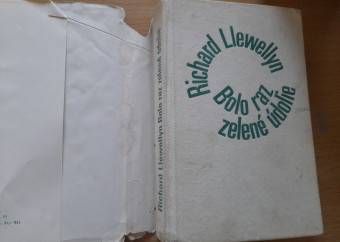 Richard Llewellyn
Bolo raz
zelené údolie
Richard Llewellyn Bolo raz zelené údolie